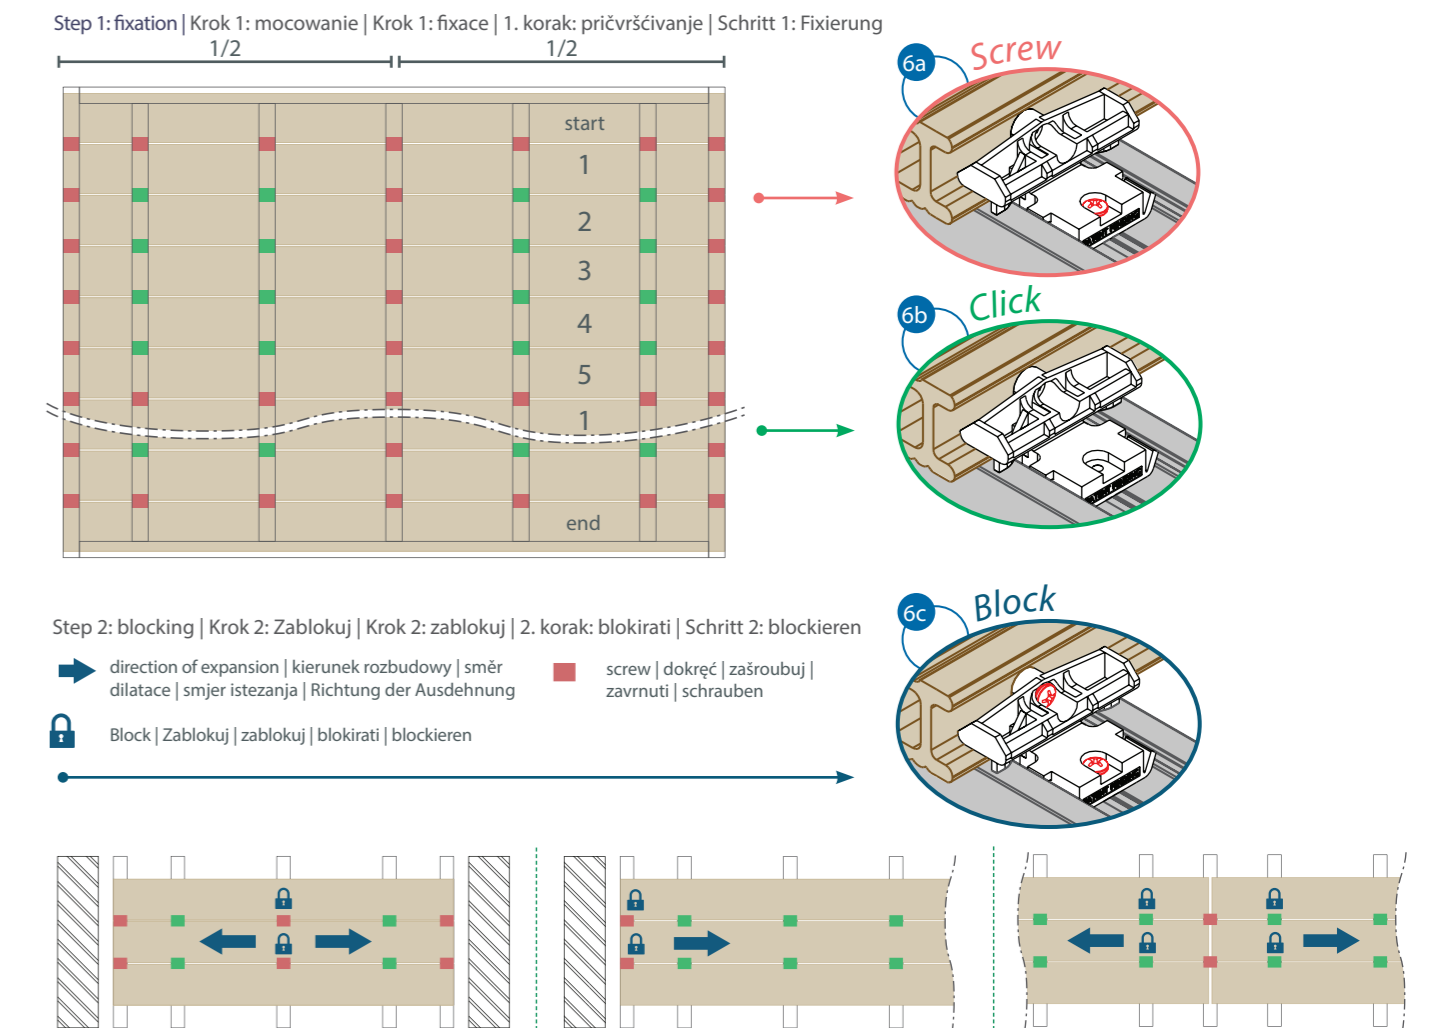 Step 1: fixation | Krok 1: mocowanie | Krok 1: fixace | 1. korak: pričvršćivanje | Schritt 1: Fixierung
1/2
1/2
start
1
2
3
4
5
1
end
6a
Screw
6b
Click
6c
Block
Step 2: blocking | Krok 2: Zablokuj | Krok 2: zablokuj | 2. korak: blokirati | Schritt 2: blockieren
direction of expansion | kierunek rozbudowy | směr
dilatace | smjer istezanja | Richtung der Ausdehnung
screw | dokręć | zašroubuj |
zavrnuti | schrauben
Block | Zablokuj | zablokuj | blokirati | blockieren